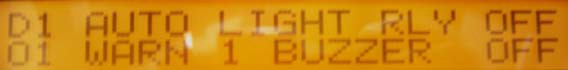 D1 AUTO LIGHT RLY OFF
O1 WARN 1 BUZZER OFF